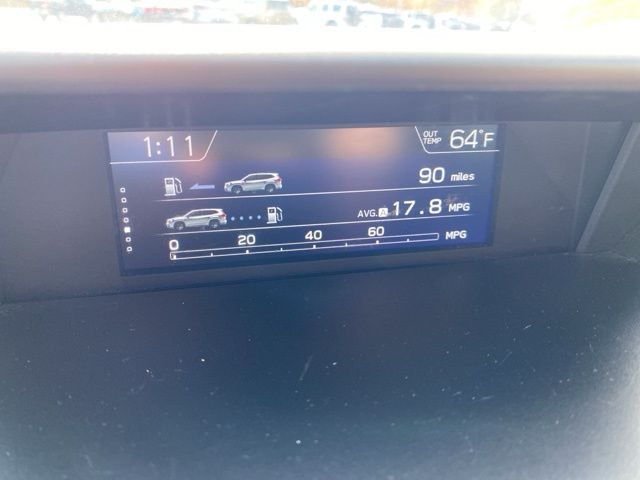 1:11 OUT TEMP 64°F
90 miles
AVG. A 17.8 MPG
0 20 40 60 MPG